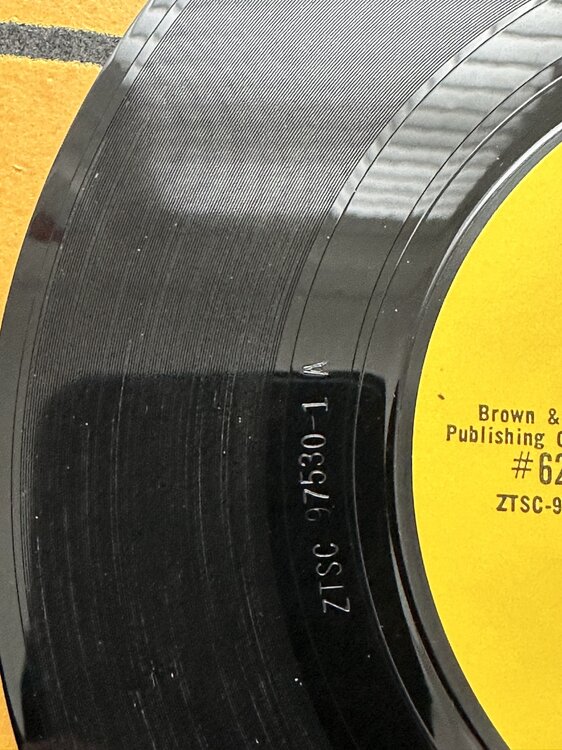 ZTSC 97530-1
Brown &
Publishing
#62
ZTSC-9